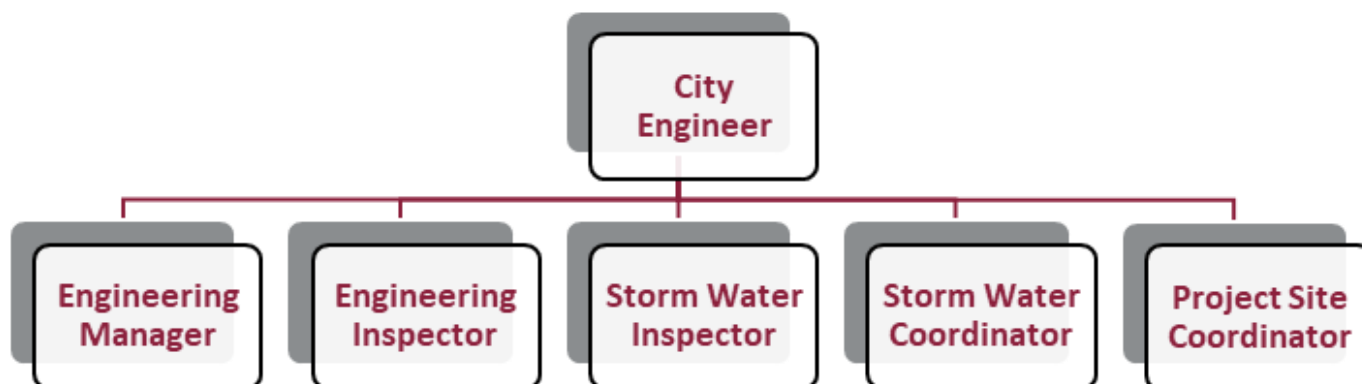 City
Engineer
Engineering
Manager
Engineering
Inspector
Storm Water
Inspector
Storm Water
Coordinator
Project Site
Coordinator